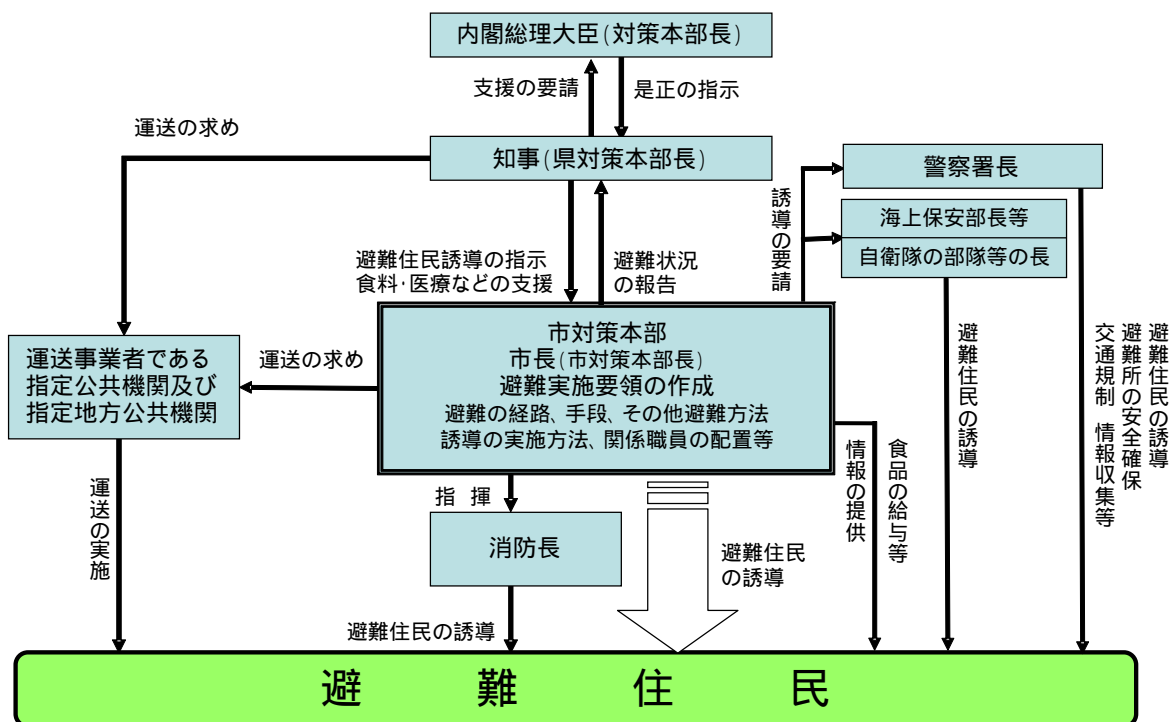 内閣総理大臣(対策本部長)
支援の要請
是正の指示
運送の求め
知事(県対策本部長)
警察署長
誘導の要請
海上保安部長等
自衛隊の部隊等の長
避難住民誘導の指示
食料・医療などの支援
避難状況
の報告
市対策本部
市長(市対策本部長)
避難実施要領の作成
避難の経路、手段、その他避難方法
誘導の実施方法、関係職員の配置等
運送の求め
運送事業者である
指定公共機関及び
指定地方公共機関
避難住民の誘導
避難住民の誘導
避難所の安全確保
交通規制 情報収集等
食品の給与等
情報の提供
運送の実施
指 揮
消防長
避難住民
の誘導
避難住民の誘導
避 難 住 民